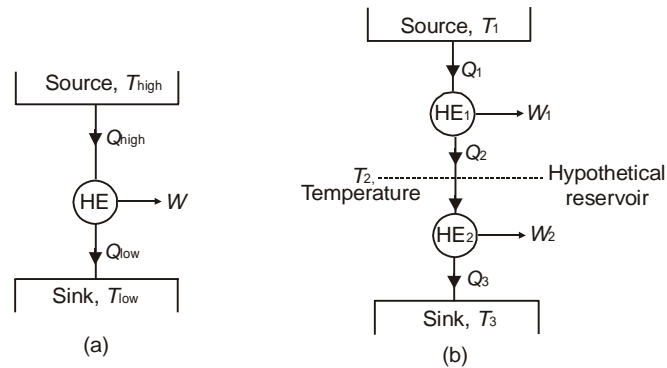 Source, Thigh
Qhigh
HE
W
Qlow
Sink, Tlow
(a)
Source, T1
Q1
HE1
W1
Q2
T2,
Temperature
Hypothetical
reservoir
HE2
W2
Q3
Sink, T3
(b)